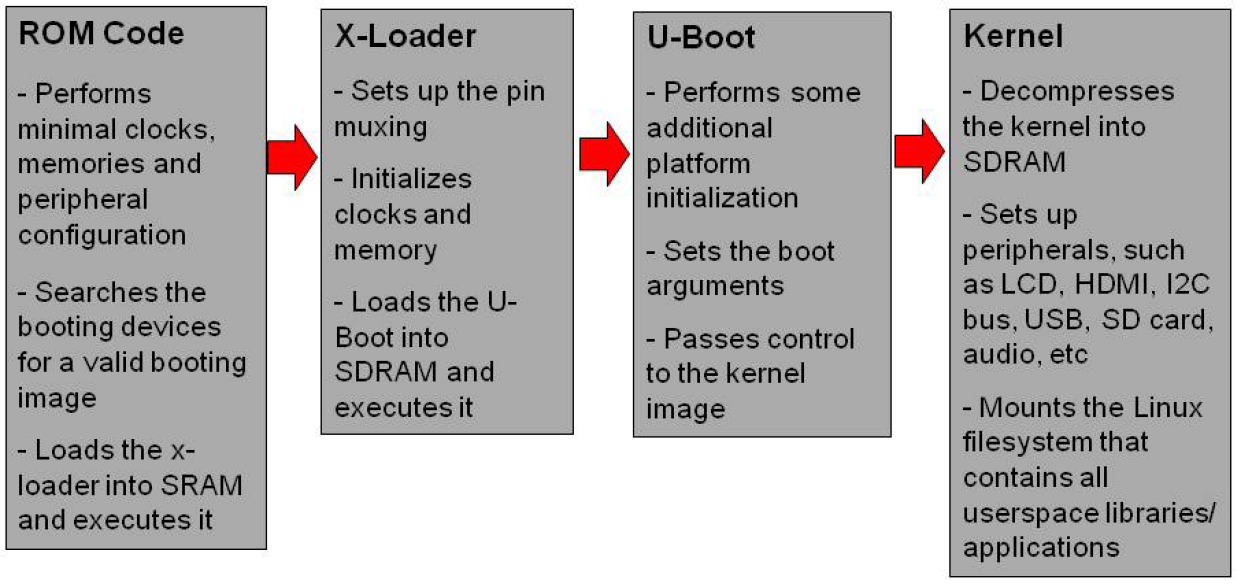 ROM Code
- Performs
minimal clocks,
memories and
peripheral
configuration
- Searches the
booting devices
for a valid booting
image
- Loads the x-
loader into SRAM
and executes it
X-Loader
- Sets up the pin
muxing
- Initializes
clocks and
memory
- Loads the U-
Boot into
SDRAM and
executes it
U-Boot
- Performs some
additional
platform
initialization
- Sets the boot
arguments
- Passes control
to the kernel
image
Kernel
- Decompresses
the kernel into
SDRAM
- Sets up
peripherals, such
as LCD, HDMI, I2C
bus, USB, SD card,
audio, etc
- Mounts the Linux
filesystem that
contains all
userspace libraries/
applications